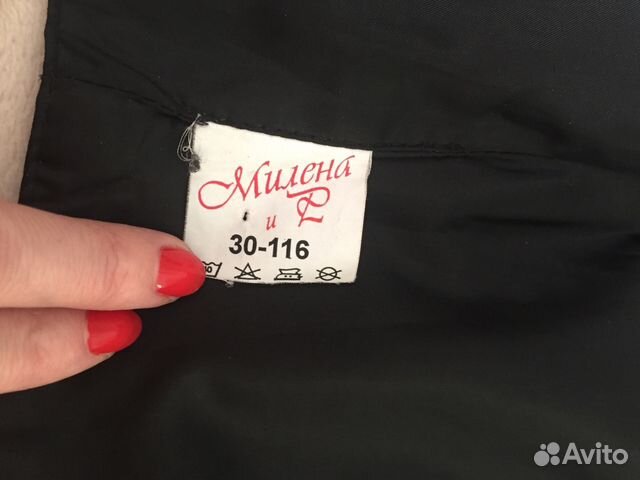 Милена
и Р
30-116
Avito